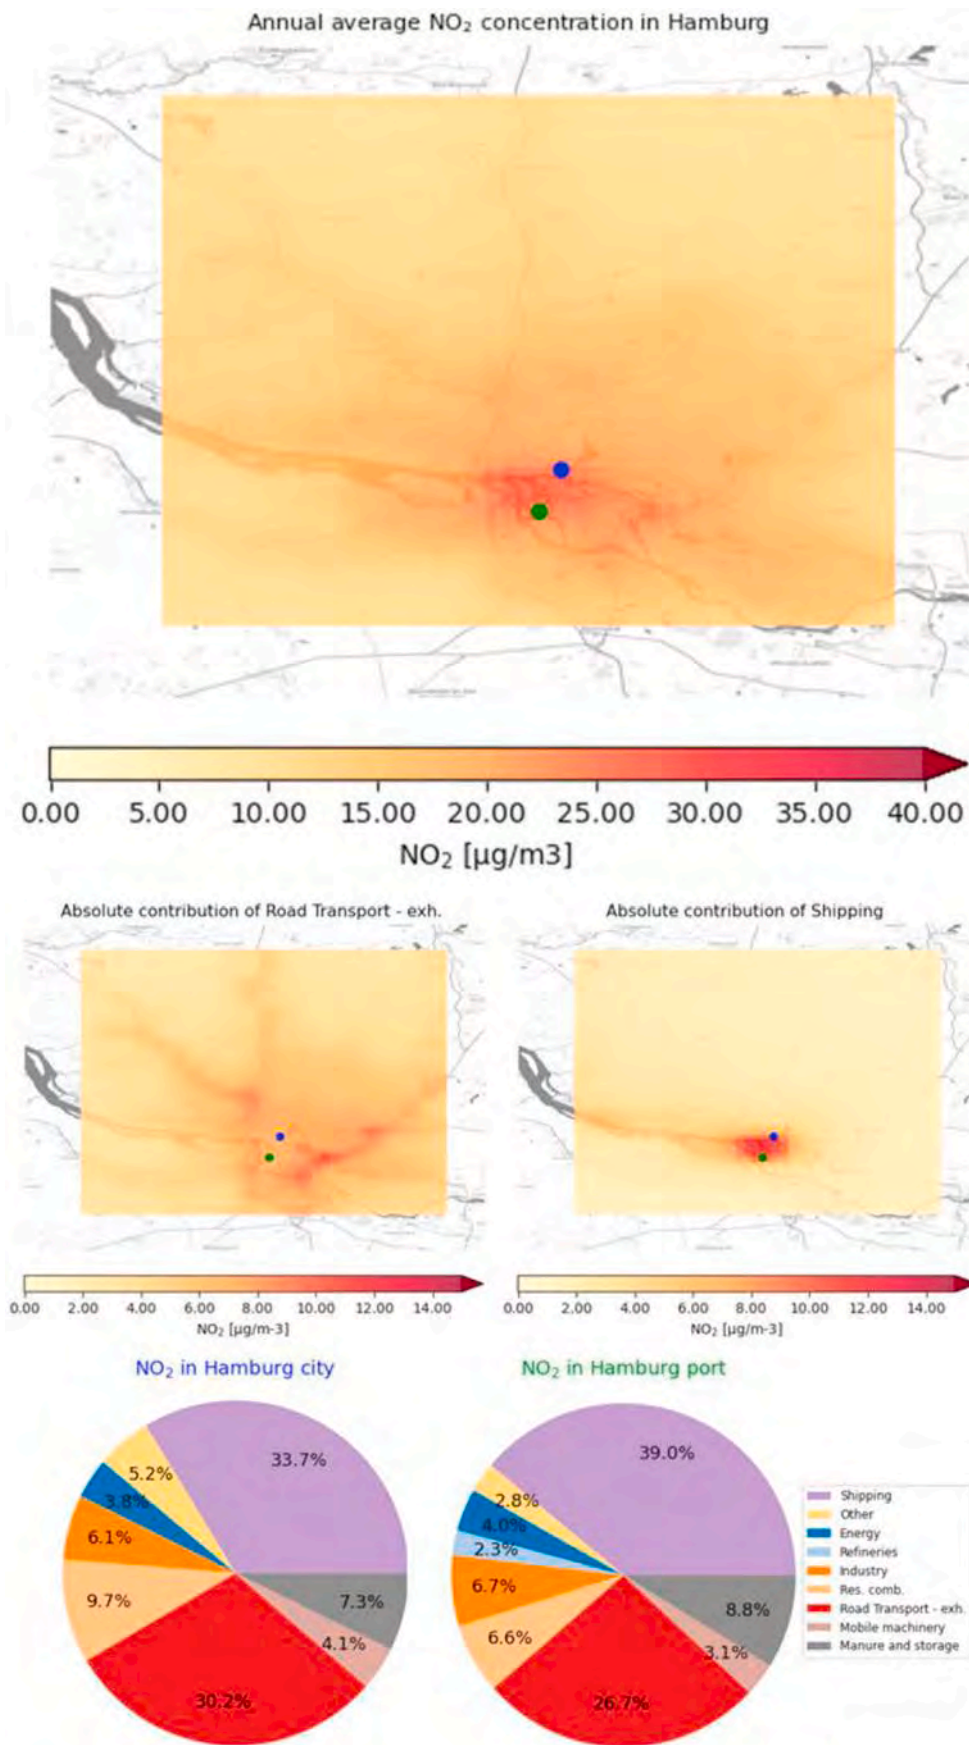 Annual average NO₂ concentration in Hamburg
0.00 5.00 10.00 15.00 20.00 25.00 30.00 35.00 40.00
NO₂ [µg/m3]
Absolute contribution of Road Transport - exh.
0.00 2.00 4.00 6.00 8.00 10.00 12.00 14.00
NO₂ [µg/m-3]
Absolute contribution of Shipping
0.00 2.00 4.00 6.00 8.00 10.00 12.00 14.00
NO₂ [µg/m-3]
NO₂ in Hamburg city
33.7%
5.2%
3.8%
6.1%
9.7%
30.2%
4.1%
7.3%
NO₂ in Hamburg port
39.0%
2.8%
4.0%
2.3%
6.7%
6.6%
26.7%
3.1%
8.8%
Shipping
Other
Energy
Refineries
Industry
Res. comb.
Road Transport - exh.
Mobile machinery
Manure and storage